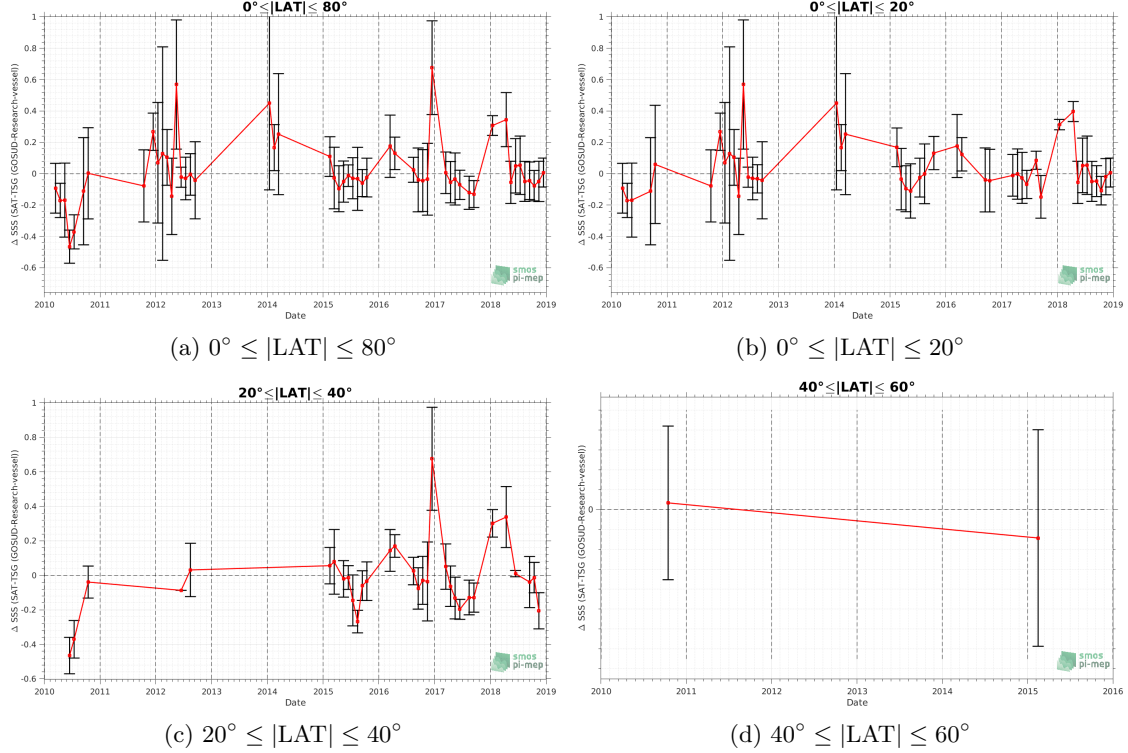 0°≤|LAT|≤ 80°
Δ SSS (SAT-TSG (GOSUD-Research-vessel))
1
0.8
0.6
0.4
0.2
0
-0.2
-0.4
-0.6
2010 2011 2012 2013 2014 2015 2016 2017 2018 2019
Date
smos
pi-mep
(a) 0° ≤ |LAT| ≤ 80°
0°≤|LAT|≤ 20°
Δ SSS (SAT-TSG (GOSUD-Research-vessel))
1
0.8
0.6
0.4
0.2
0
-0.2
-0.4
-0.6
2010 2011 2012 2013 2014 2015 2016 2017 2018 2019
Date
smos
pi-mep
(b) 0° ≤ |LAT| ≤ 20°
20°≤|LAT|≤ 40°
Δ SSS (SAT-TSG (GOSUD-Research-vessel))
1
0.8
0.6
0.4
0.2
0
-0.2
-0.4
-0.6
2010 2011 2012 2013 2014 2015 2016 2017 2018 2019
Date
smos
pi-mep
(c) 20° ≤ |LAT| ≤ 40°
40°≤|LAT|≤ 60°
Δ SSS (SAT-TSG (GOSUD-Research-vessel))
0
2010 2011 2012 2013 2014 2015 2016
Date
smos
pi-mep
(d) 40° ≤ |LAT| ≤ 60°